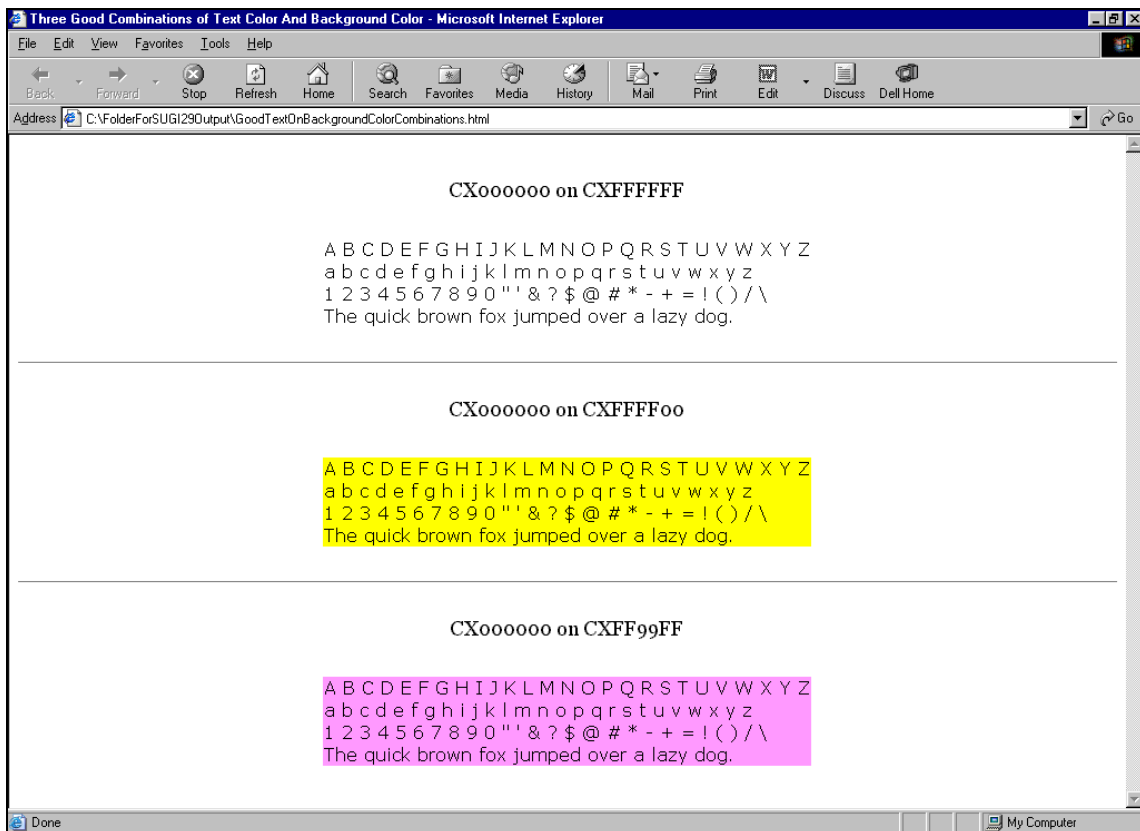 Three Good Combinations of Text Color And Background Color - Microsoft Internet Explorer
File Edit View Favorites Tools Help
Back Forward Stop Refresh Home Search Favorites Media History Mail Print Edit Discuss Dell Home
Address C:\FolderForSUGI29Output\GoodTextOnBackgroundColorCombinations.html Go
CX000000 on CXFFFFFF
A B C D E F G H I J K L M N O P Q R S T U V W X Y Z
a b c d e f g h i j k l m n o p q r s t u v w x y z
1 2 3 4 5 6 7 8 9 0 " ' & ? $ @ # * - + = ! ( ) / \
The quick brown fox jumped over a lazy dog.
CX000000 on CXFFFF00
A B C D E F G H I J K L M N O P Q R S T U V W X Y Z
a b c d e f g h i j k l m n o p q r s t u v w x y z
1 2 3 4 5 6 7 8 9 0 " ' & ? $ @ # * - + = ! ( ) / \
The quick brown fox jumped over a lazy dog.
CX000000 on CXFF99FF
A B C D E F G H I J K L M N O P Q R S T U V W X Y Z
a b c d e f g h i j k l m n o p q r s t u v w x y z
1 2 3 4 5 6 7 8 9 0 " ' & ? $ @ # * - + = ! ( ) / \
The quick brown fox jumped over a lazy dog.
Done My Computer